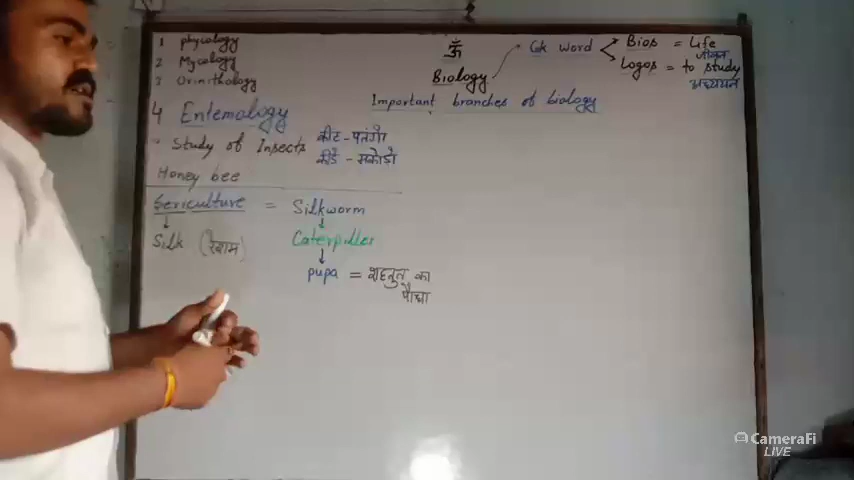 ॐ
Biology
Gk word
Bios = Life
जीवन
Logos = to study
अध्ययन
Important branches of biology
1 phycology
2 Mycology
3 Orinithology
4 Entemology
Study of Insects कीट-पतंगो
कीडे - मकोडो
Honey bee
Sericulture = Silkworm
Silk (रेशम)
Caterpiller
pupa = शहतुत का
पौधा
CameraFi
LIVE